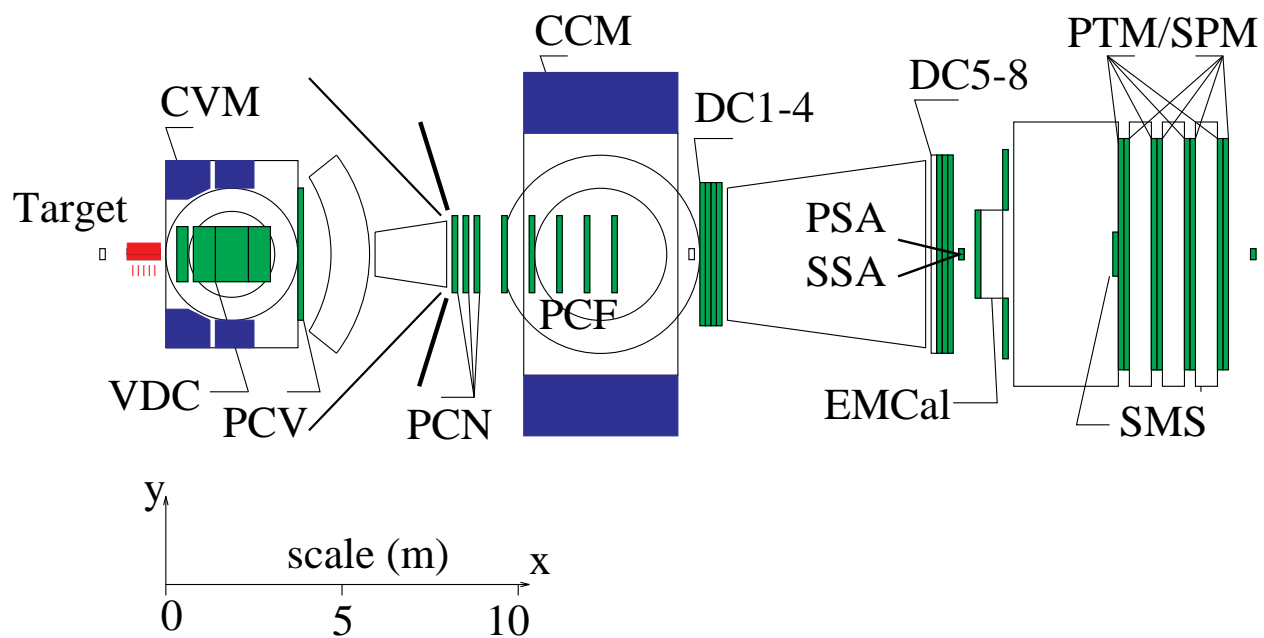 CCM
PTM/SPM
DC5-8
CVM
DC1-4
Target
PSA
SSA
PCF
VDC
PCV
PCN
EMCal
SMS
y
scale (m)
x
0
5
10